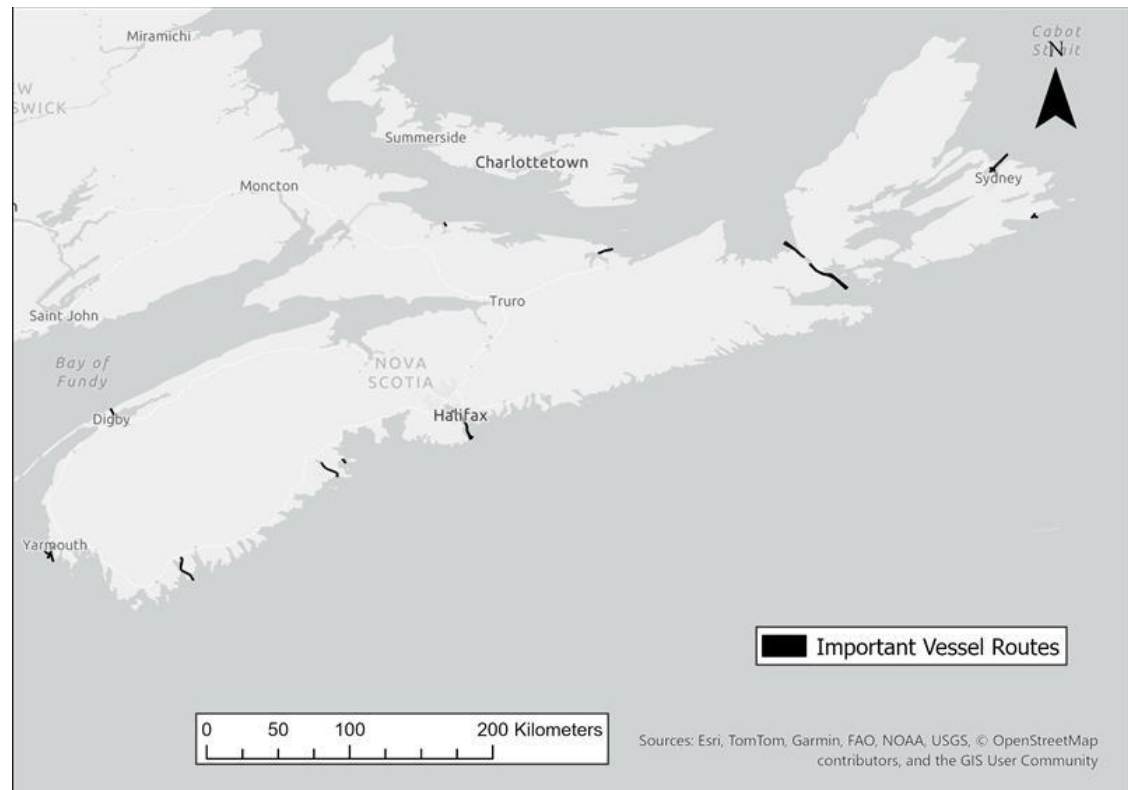 Miramichi
Cabot
Strait
N
W
SWICK
Summerside
Charlottetown
Moncton
Sydney
n
Truro
Saint John
Bay of
Fundy
NOVA
SCOTIA
Digby
Halifax
Yarmouth
Important Vessel Routes
0 50 100 200 Kilometers
Sources: Esri, TomTom, Garmin, FAO, NOAA, USGS, © OpenStreetMap
contributors, and the GIS User Community